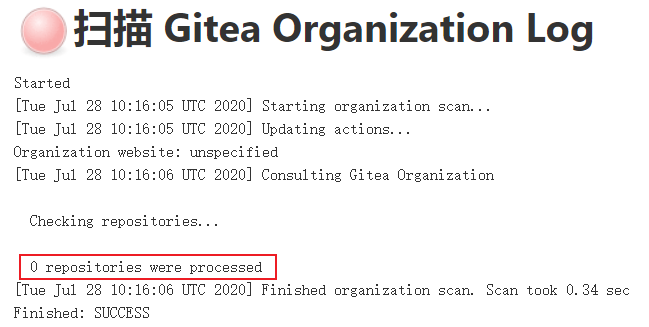 扫描 Gitea Organization Log
Started
[Tue Jul 28 10:16:05 UTC 2020] Starting organization scan...
[Tue Jul 28 10:16:05 UTC 2020] Updating actions...
Organization website: unspecified
[Tue Jul 28 10:16:06 UTC 2020] Consulting Gitea Organization
Checking repositories...
0 repositories were processed
[Tue Jul 28 10:16:06 UTC 2020] Finished organization scan. Scan took 0.34 sec
Finished: SUCCESS